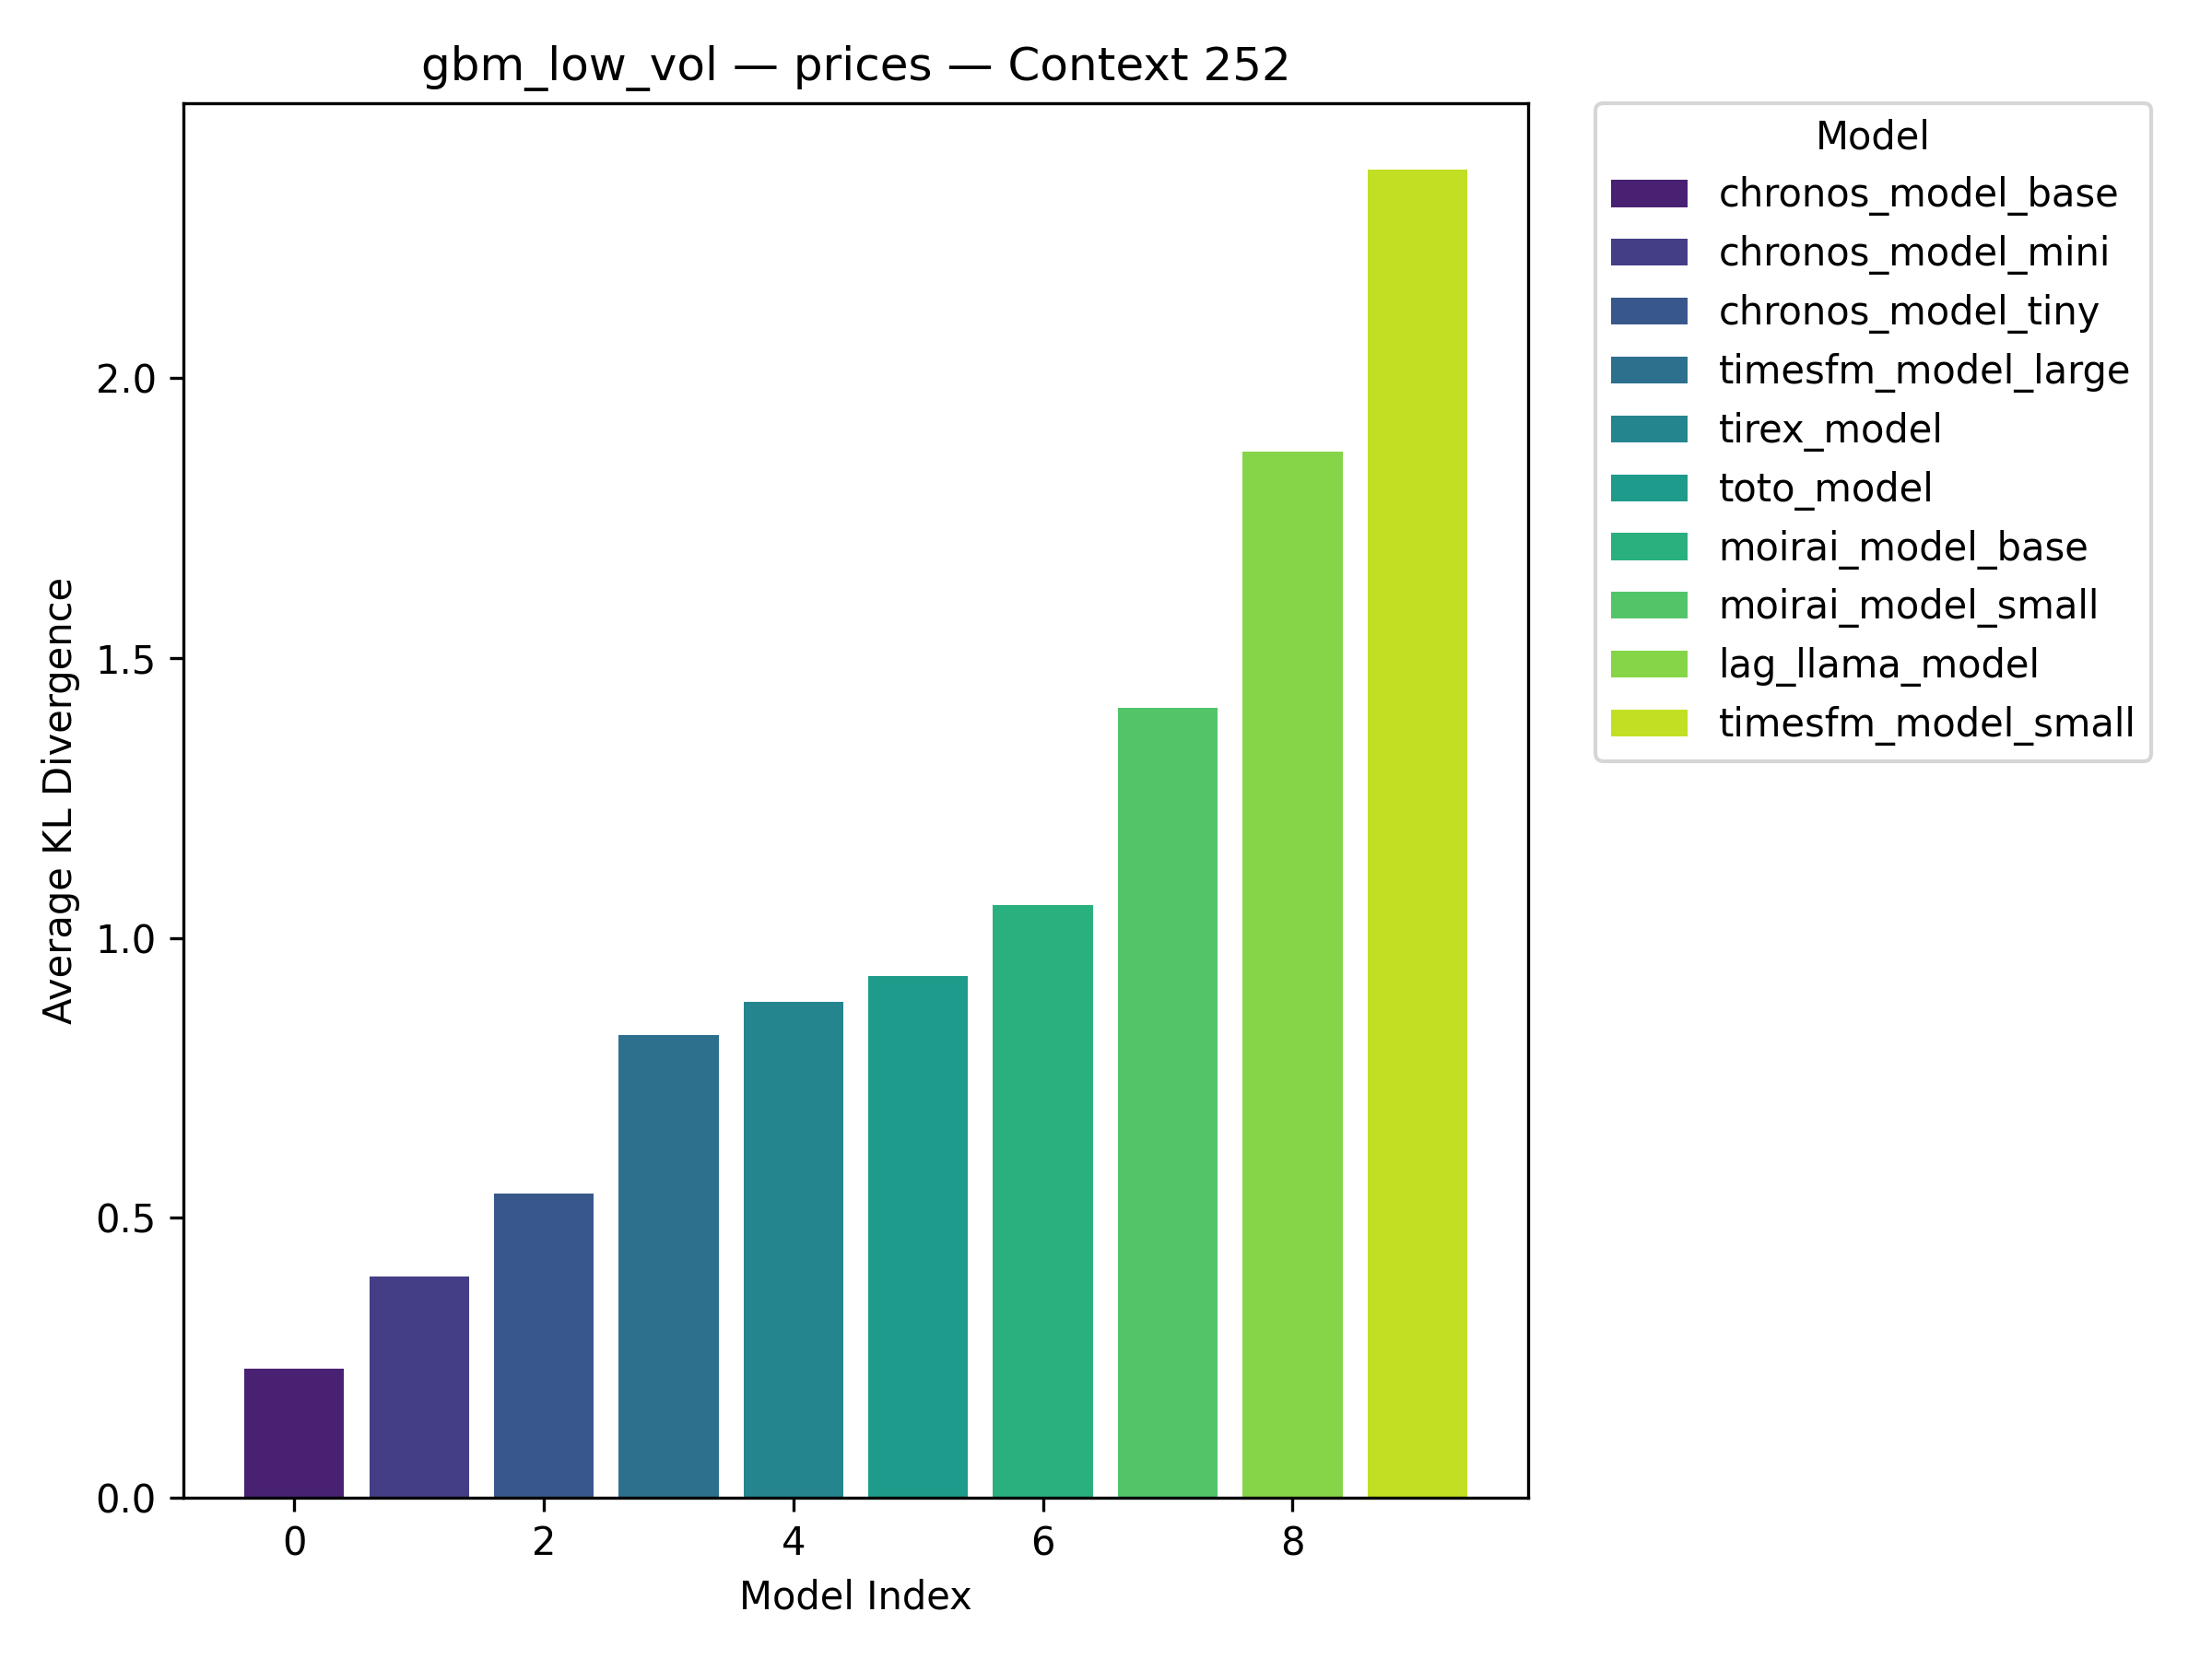 gbm_low_vol — prices — Context 252
Average KL Divergence
2.0
1.5
1.0
0.5
0.0
0 2 4 6 8
Model Index
Model
chronos_model_base
chronos_model_mini
chronos_model_tiny
timesfm_model_large
tirex_model
toto_model
moirai_model_base
moirai_model_small
lag_llama_model
timesfm_model_small